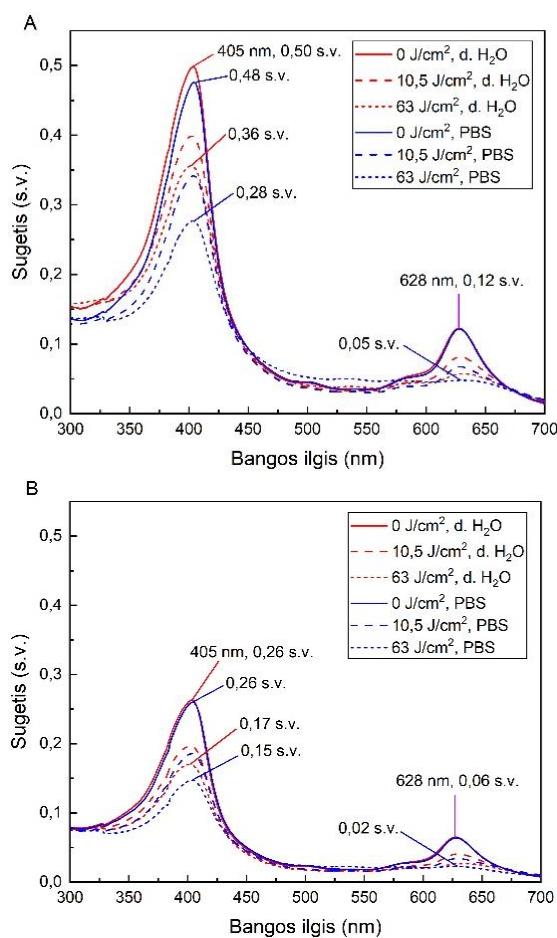 A
405 nm, 0,50 s.v.
0,48 s.v.
0,36 s.v.
0,28 s.v.
628 nm, 0,12 s.v.
0,05 s.v.
0 J/cm², d. H₂O
10,5 J/cm², d. H₂O
63 J/cm², d. H₂O
0 J/cm², PBS
10,5 J/cm², PBS
63 J/cm², PBS
Sugetis (s.v.)
0,5
0,4
0,3
0,2
0,1
0,0
300 350 400 450 500 550 600 650 700
Bangos ilgis (nm)
B
405 nm, 0,26 s.v.
0,26 s.v.
0,17 s.v.
0,15 s.v.
628 nm, 0,06 s.v.
0,02 s.v.
0 J/cm², d. H₂O
10,5 J/cm², d. H₂O
63 J/cm², d. H₂O
0 J/cm², PBS
10,5 J/cm², PBS
63 J/cm², PBS
Sugetis (s.v.)
0,5
0,4
0,3
0,2
0,1
0,0
300 350 400 450 500 550 600 650 700
Bangos ilgis (nm)